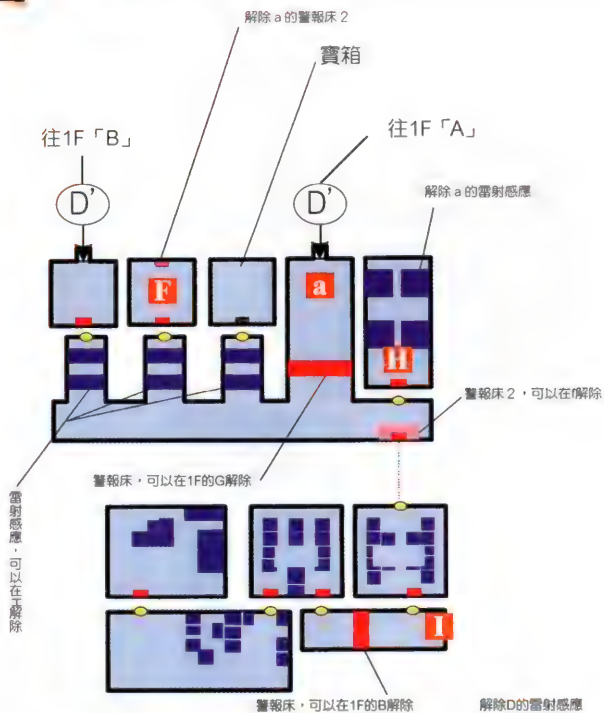 解除a的警報床2
寶箱
往1F「B」
往1F「A」
D'
D'
解除a的雷射感應
F
a
H
警報床2，可以在f解除
警報床，可以在1F的G解除
雷射感應，可以在工解除
I
警報床，可以在1F的B解除
解除D的雷射感應